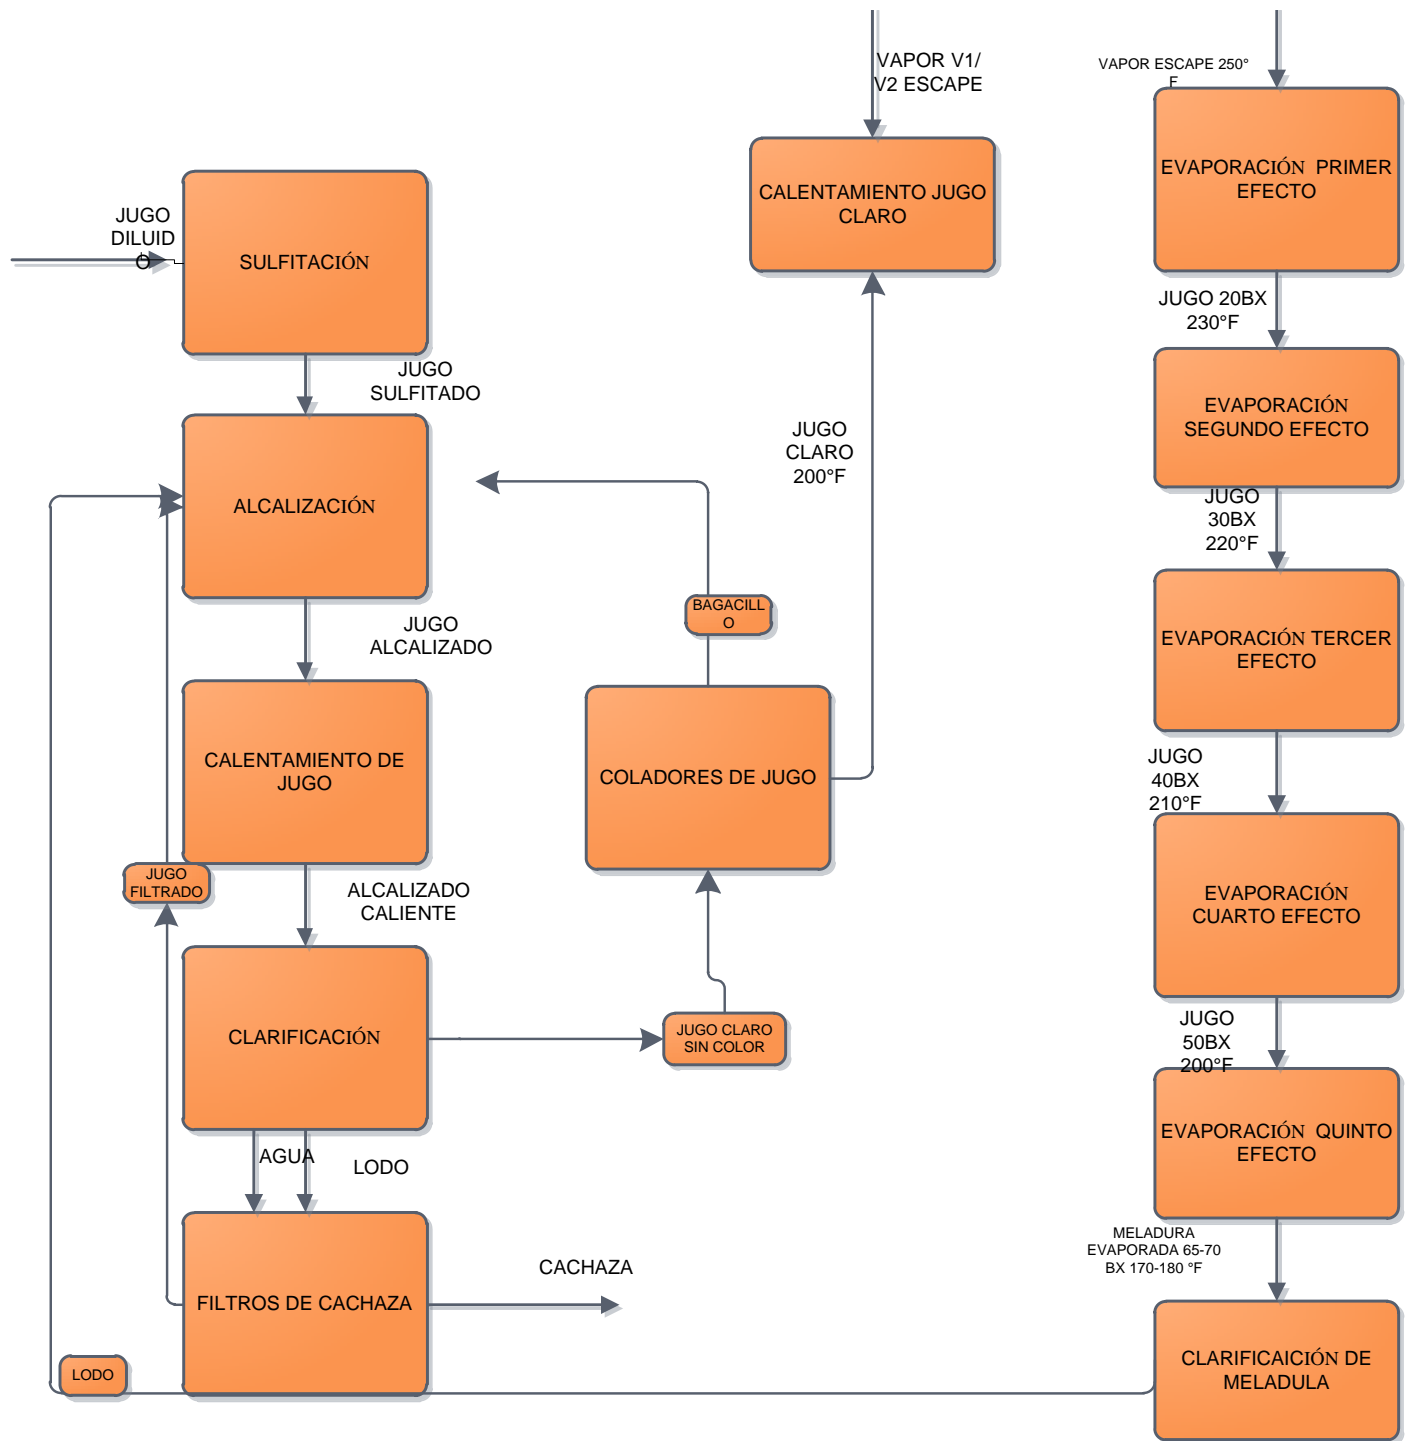 JUGO
DILUID
O
SULFITACIÓN
JUGO
SULFITADO
ALCALIZACIÓN
JUGO
ALCALIZADO
CALENTAMIENTO DE
JUGO
JUGO
FILTRADO
ALCALIZADO
CALIENTE
CLARIFICACIÓN
AGUA
LODO
FILTROS DE CACHAZA
CACHAZA
LODO
JUGO CLARO
SIN COLOR
COLADORES DE JUGO
BAGACILL
O
JUGO
CLARO
200°F
VAPOR V1/
V2 ESCAPE
CALENTAMIENTO JUGO
CLARO
VAPOR ESCAPE 250°
F
EVAPORACIÓN PRIMER
EFECTO
JUGO 20BX
230°F
EVAPORACIÓN
SEGUNDO EFECTO
JUGO
30BX
220°F
EVAPORACIÓN TERCER
EFECTO
JUGO
40BX
210°F
EVAPORACIÓN
CUARTO EFECTO
JUGO
50BX
200°F
EVAPORACIÓN QUINTO
EFECTO
MELADURA
EVAPORADA 65-70
BX 170-180 °F
CLARIFICAICIÓN DE
MELADULA